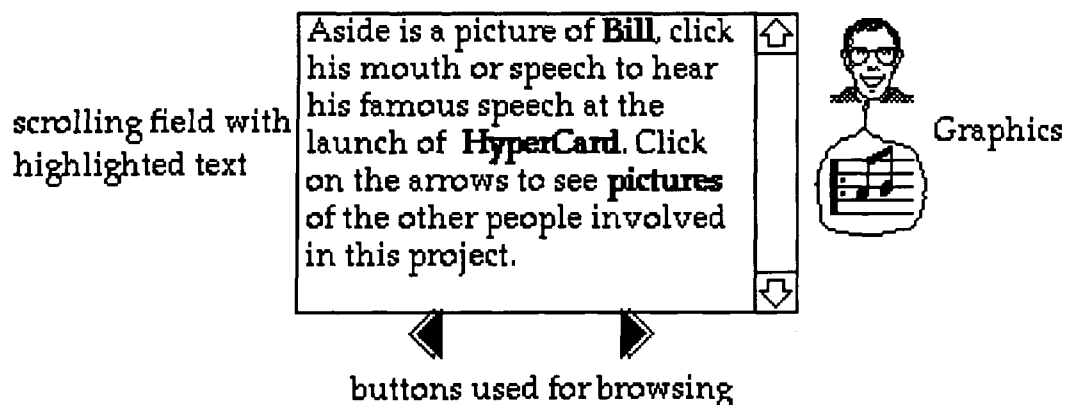 Aside is a picture of Bill, click
his mouth or speech to hear
his famous speech at the
launch of HyperCard. Click
on the arrows to see pictures
of the other people involved
in this project.
scrolling field with
highlighted text
Graphics
buttons used for browsing